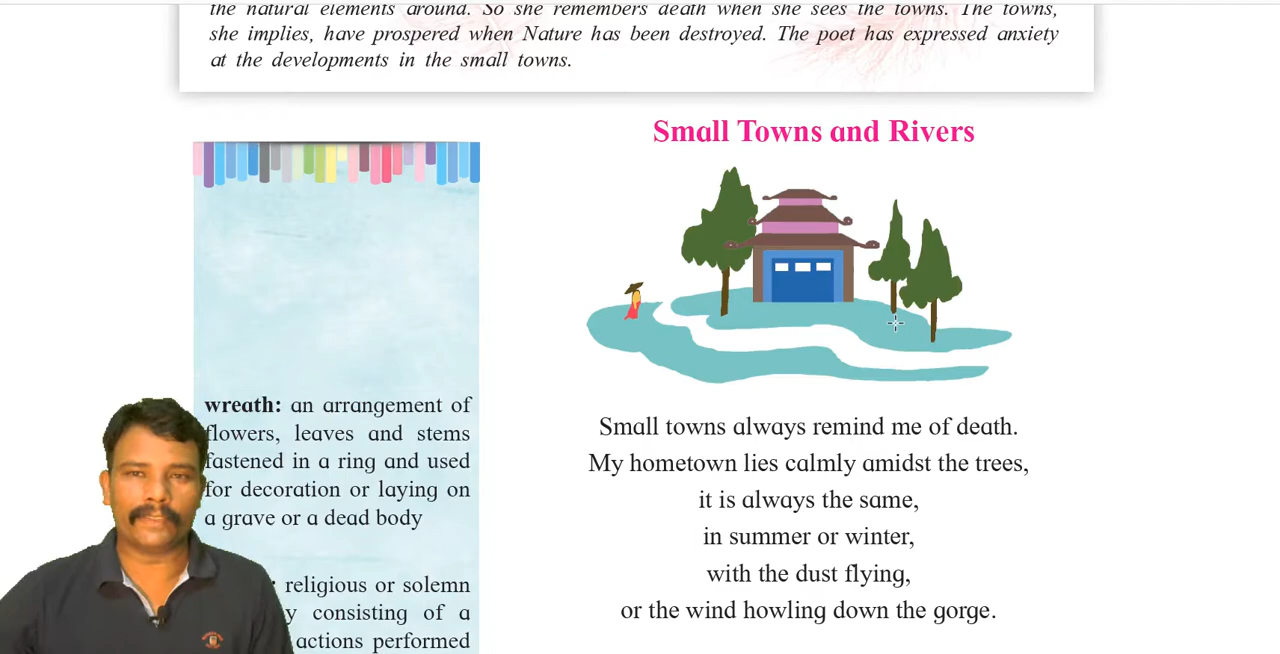 the natural elements around. So she remembers death when she sees the towns. The towns,
she implies, have prospered when Nature has been destroyed. The poet has expressed anxiety
at the developments in the small towns.
Small Towns and Rivers
wreath: an arrangement of
flowers, leaves and stems
fastened in a ring and used
for decoration or laying on
a grave or a dead body
: religious or solemn
y consisting of a
actions performed
Small towns always remind me of death.
My hometown lies calmly amidst the trees,
it is always the same,
in summer or winter,
with the dust flying,
or the wind howling down the gorge.